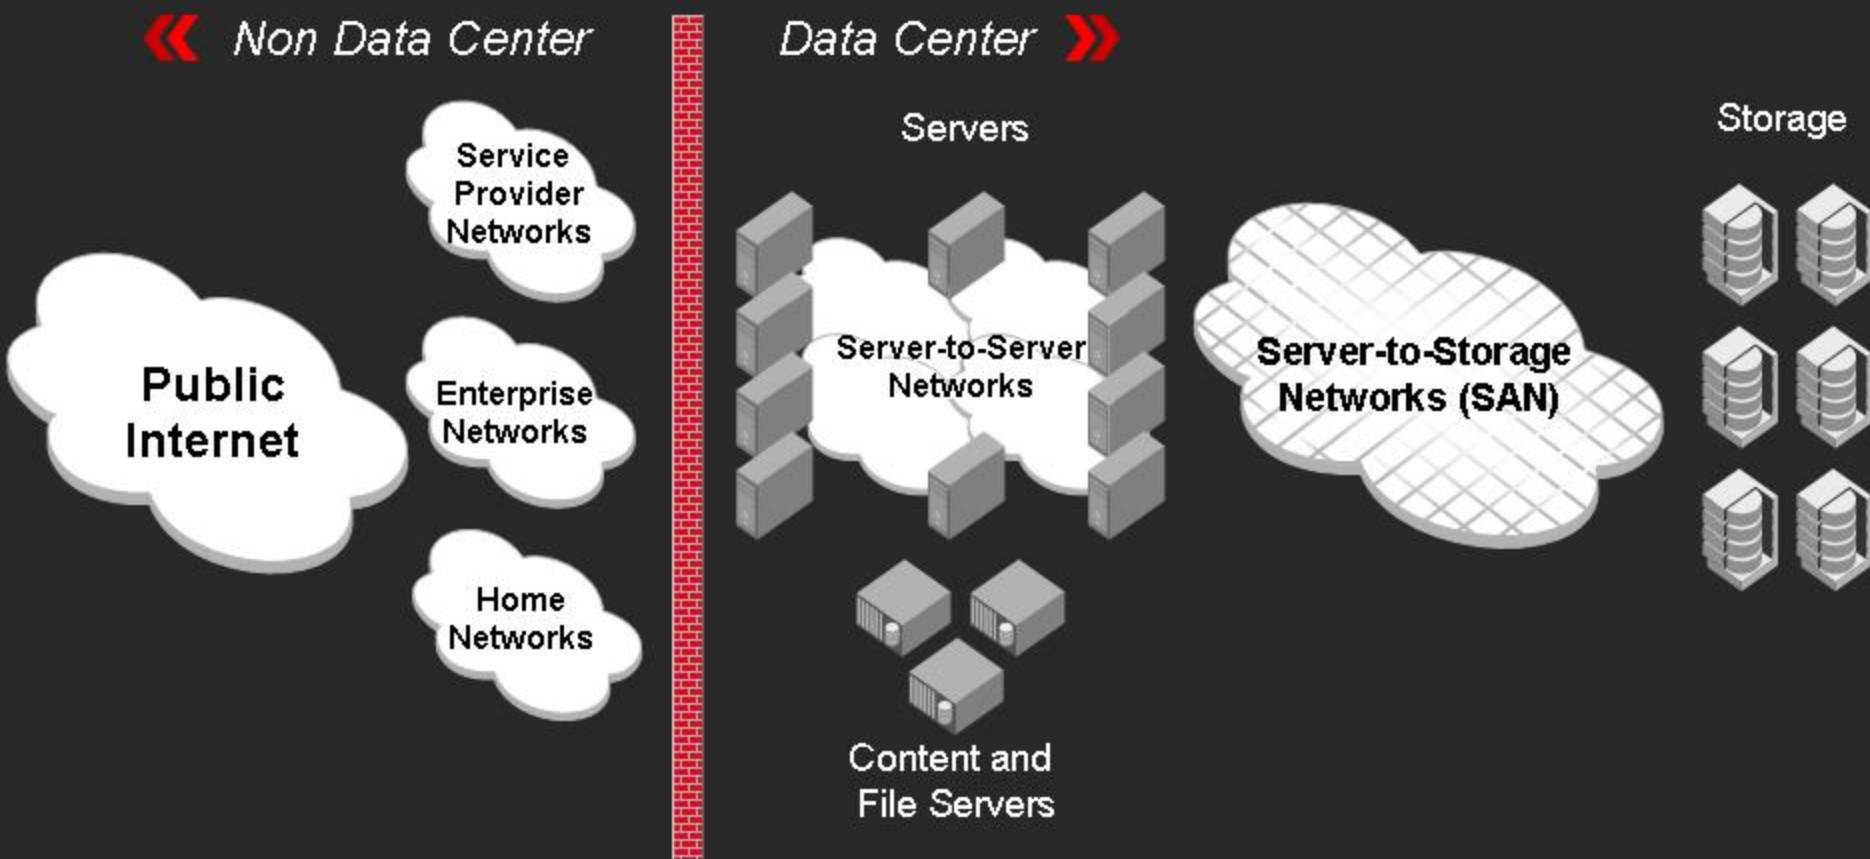 Non Data Center
Data Center
Servers
Storage
Service
Provider
Networks
Public
Internet
Enterprise
Networks
Home
Networks
Server-to-Server
Networks
Server-to-Storage
Networks (SAN)
Content and
File Servers